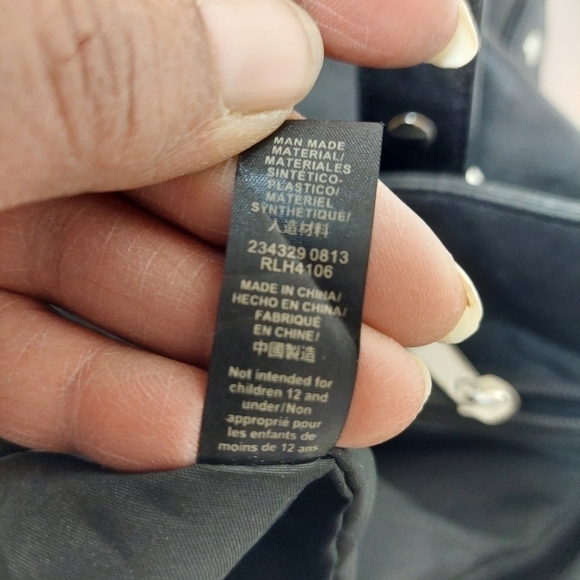 MAN MADE
MATERIAL/
MATERIALES
SINTÉTICO-
PLASTICO/
MATERIEL
SYNTHETIQUE/
人造材料
234329 0813
RLH4106
MADE IN CHINA/
HECHO EN CHINA/
FABRIQUÉ
EN CHINE/
中國製造
Not intended for
children 12 and
under/Non
approprié pour
les enfants de
moins de 12 ans